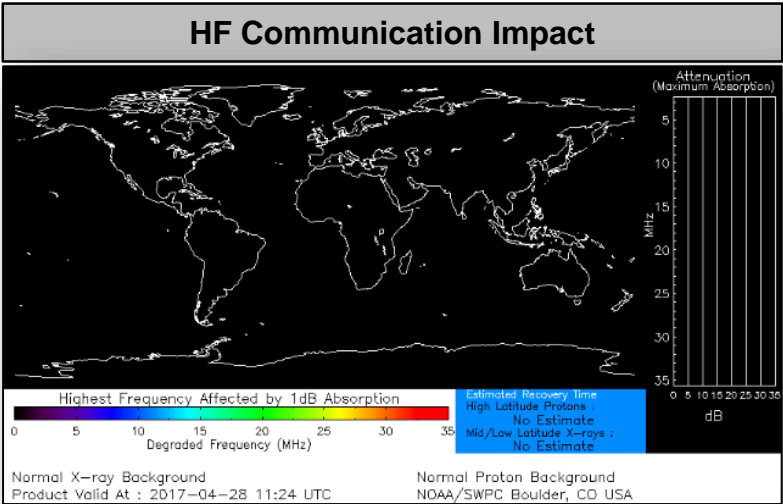 HF Communication Impact
Attenuation
(Maximum Absorption)
5
10
15
20
25
30
35
MHz
0 5 10 15 20 25 30 35
dB
Highest Frequency Affected by 1dB Absorption
0 5 10 15 20 25 30 35
Degraded Frequency (MHz)
Estimated Recovery Time
High Latitude Protons :
No Estimate
Mid/Low Latitude X-rays :
No Estimate
Normal X-ray Background
Product Valid At : 2017-04-28 11:24 UTC
Normal Proton Background
NOAA/SWPC Boulder, CO USA